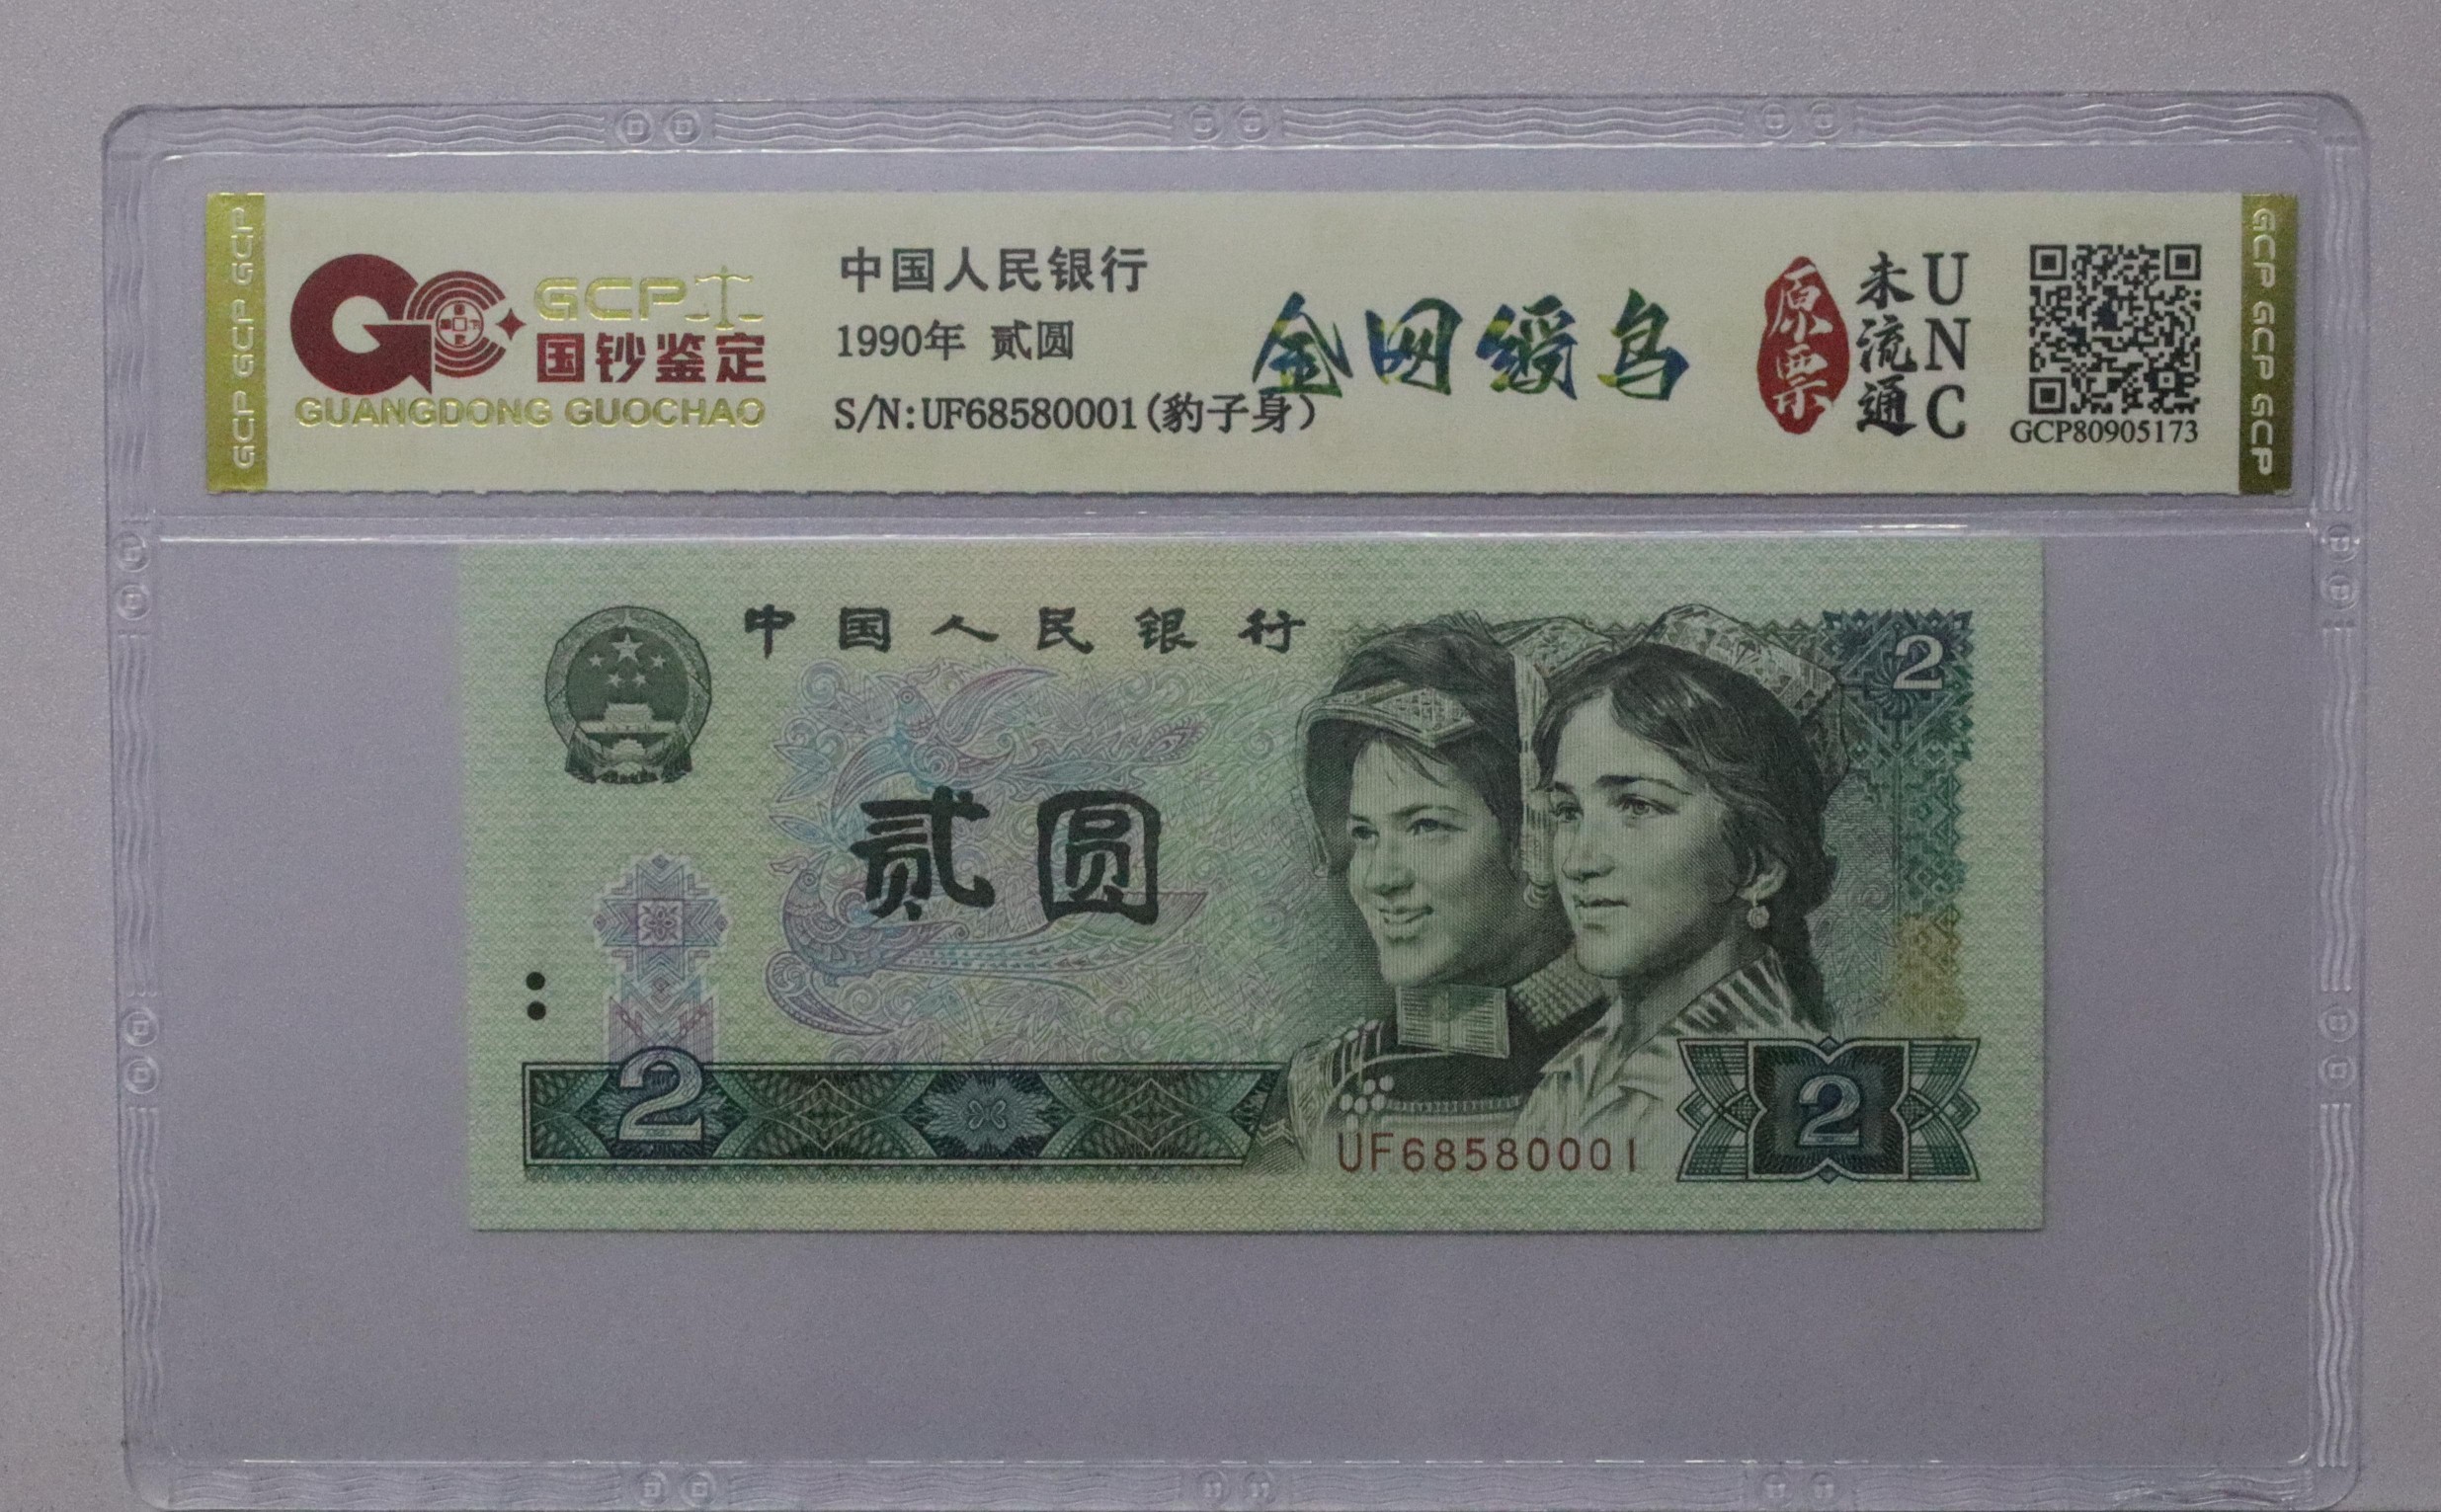 GCP GCP GCP
GCP
国钞鉴定
GUANGDONG GUOCHAO
中国人民银行
1990年 贰圆
S/N:UF68580001(豹子身)
金网绶鸟
原票
未流通
UNC
GCP80905173
GCP GCP GCP
中国人民银行
2
贰圆
2
UF68580001
2